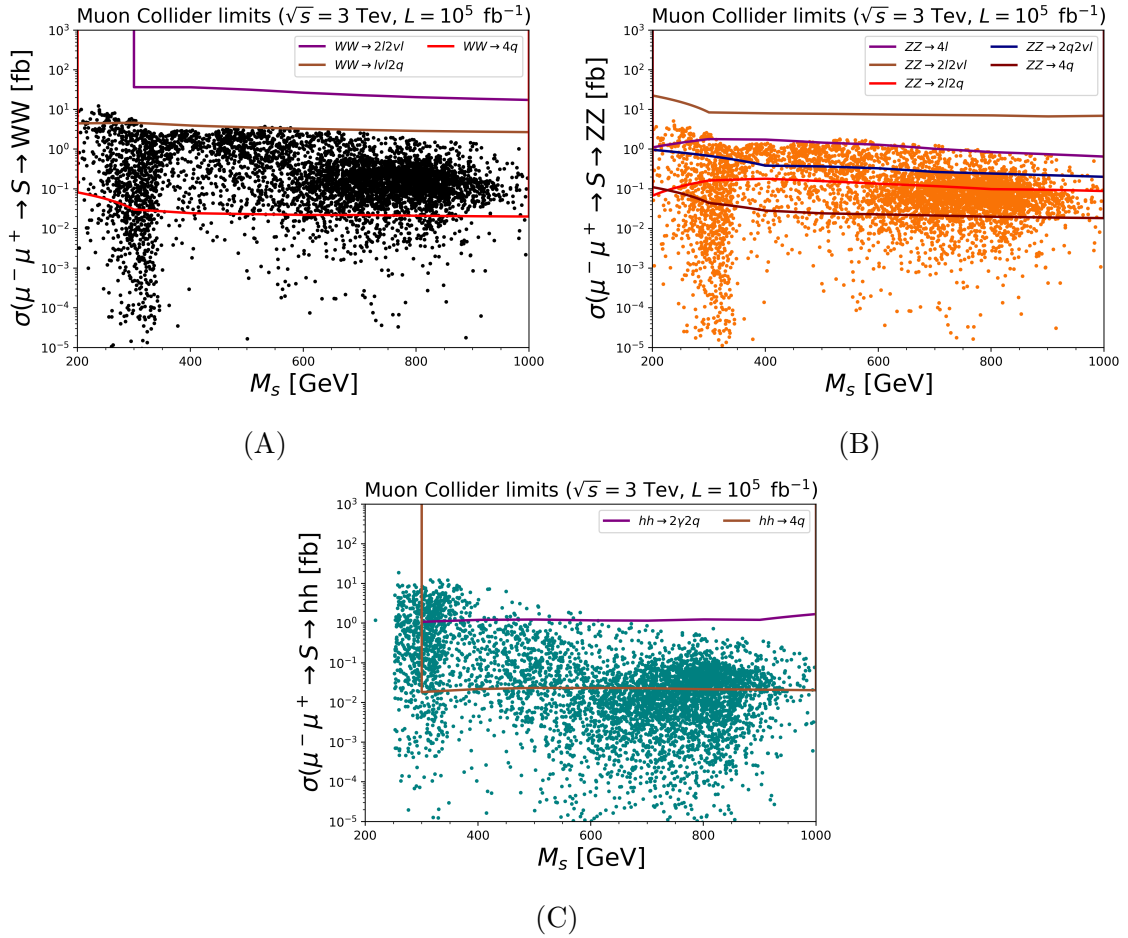 Muon Collider limits (√s = 3 Tev, L = 10⁵ fb⁻¹)
σ(μ⁻ μ⁺ → S → WW [fb]
10³
10²
10¹
10⁰
10⁻¹
10⁻²
10⁻³
10⁻⁴
10⁻⁵
WW → 2l2νl
WW → lνl2q
WW → 4q
200
400
600
800
1000
Mₛ [GeV]
(A)
Muon Collider limits (√s = 3 Tev, L = 10⁵ fb⁻¹)
σ(μ⁻ μ⁺ → S → ZZ [fb]
10³
10²
10¹
10⁰
10⁻¹
10⁻²
10⁻³
10⁻⁴
10⁻⁵
ZZ → 4l
ZZ → 2l2νl
ZZ → 2l2q
ZZ → 2q2νl
ZZ → 4q
200
400
600
800
1000
Mₛ [GeV]
(B)
Muon Collider limits (√s = 3 Tev, L = 10⁵ fb⁻¹)
σ(μ⁻ μ⁺ → S → hh [fb]
10³
10²
10¹
10⁰
10⁻¹
10⁻²
10⁻³
10⁻⁴
10⁻⁵
hh → 2γ2q
hh → 4q
200
400
600
800
1000
Mₛ [GeV]
(C)